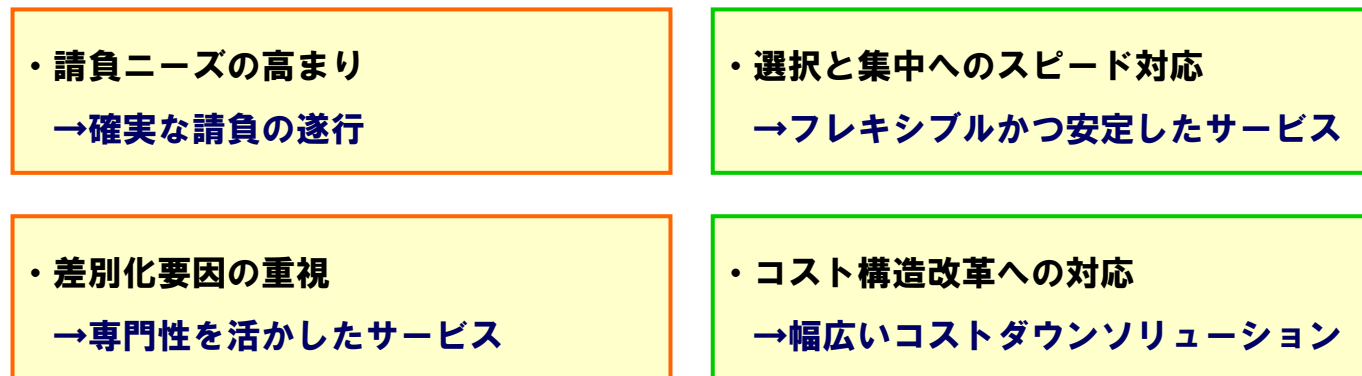 ・請負ニーズの高まり
→確実な請負の遂行
・選択と集中へのスピード対応
→フレキシブルかつ安定したサービス
・差別化要因の重視
→専門性を活かしたサービス
・コスト構造改革への対応
→幅広いコストダウンソリューション